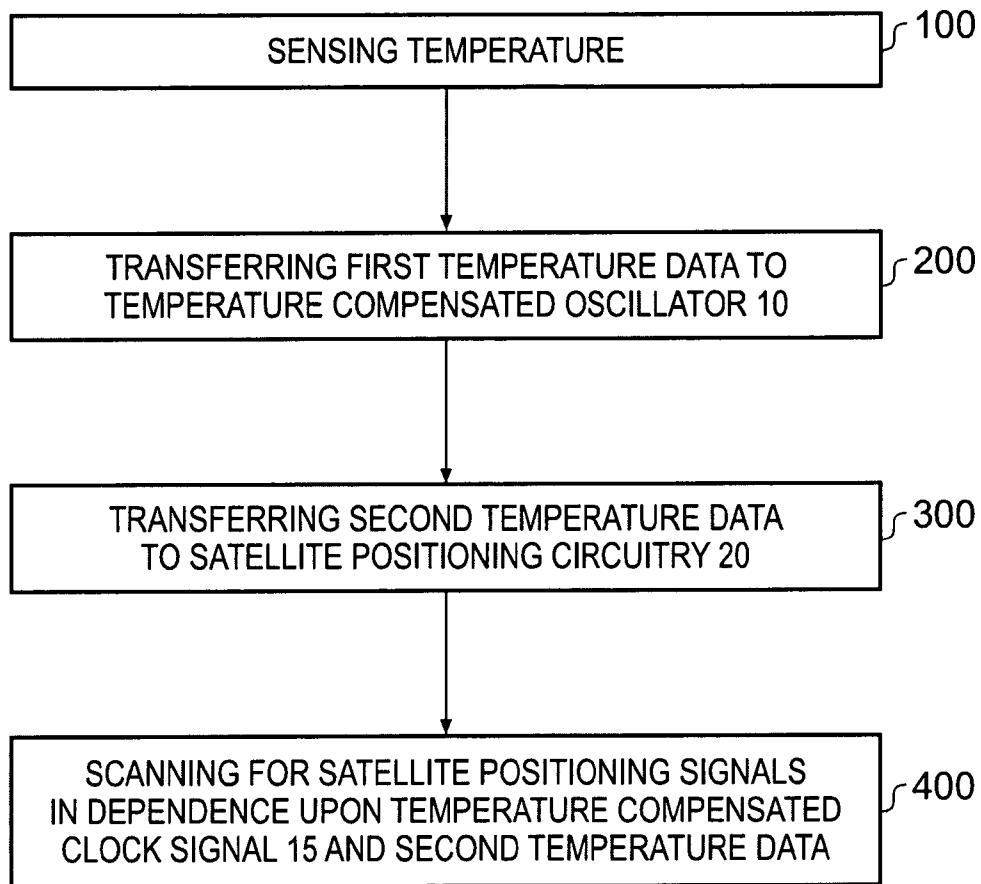 SENSING TEMPERATURE
100
TRANSFERRING FIRST TEMPERATURE DATA TO
TEMPERATURE COMPENSATED OSCILLATOR 10
200
TRANSFERRING SECOND TEMPERATURE DATA
TO SATELLITE POSITIONING CIRCUITRY 20
300
SCANNING FOR SATELLITE POSITIONING SIGNALS
IN DEPENDENCE UPON TEMPERATURE COMPENSATED
CLOCK SIGNAL 15 AND SECOND TEMPERATURE DATA
400